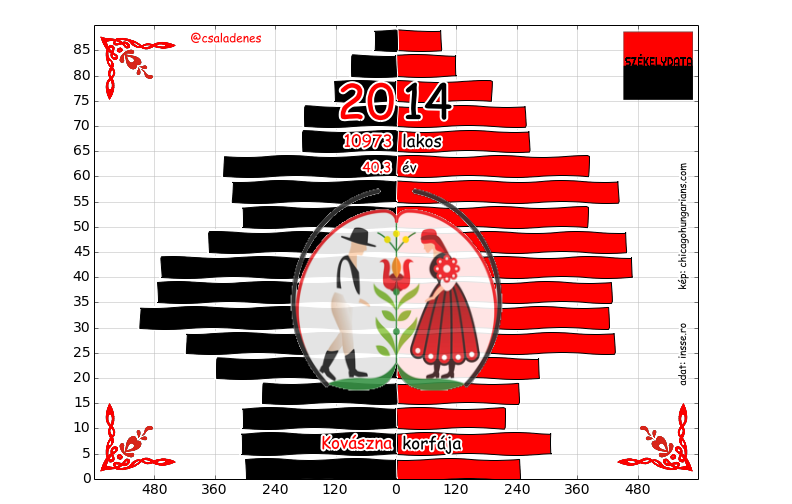 @csaladenes
SZÉKELYDATA
2014
10973 lakos
40.3 év
kép: chicagohungarians.com
adat: insse.ro
Kovászna korfája
85
80
75
70
65
60
55
50
45
40
35
30
25
20
15
10
5
0
480 360 240 120 0 120 240 360 480